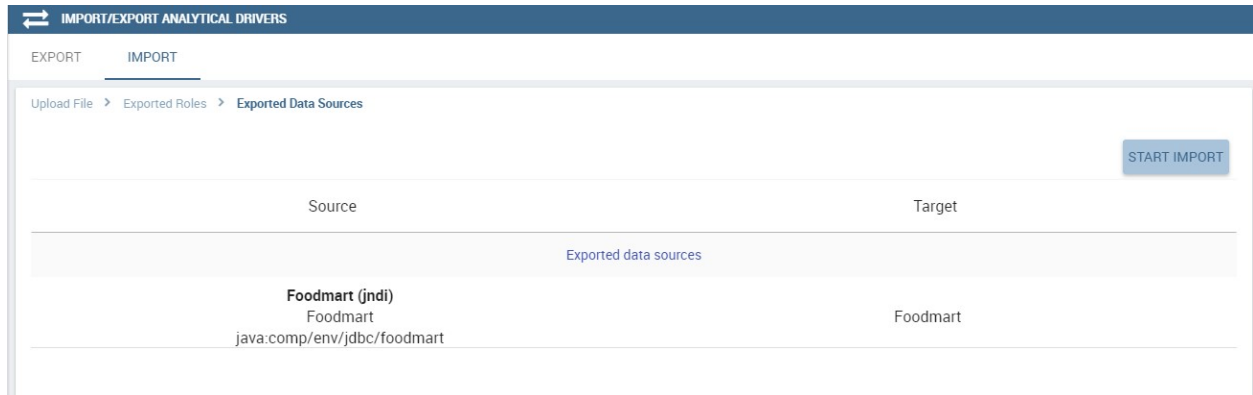 IMPORT/EXPORT ANALYTICAL DRIVERS
EXPORT IMPORT
Upload File > Exported Roles > Exported Data Sources
START IMPORT
Source Target
Exported data sources
Foodmart (jndi)
Foodmart Foodmart
java:comp/env/jdbc/foodmart